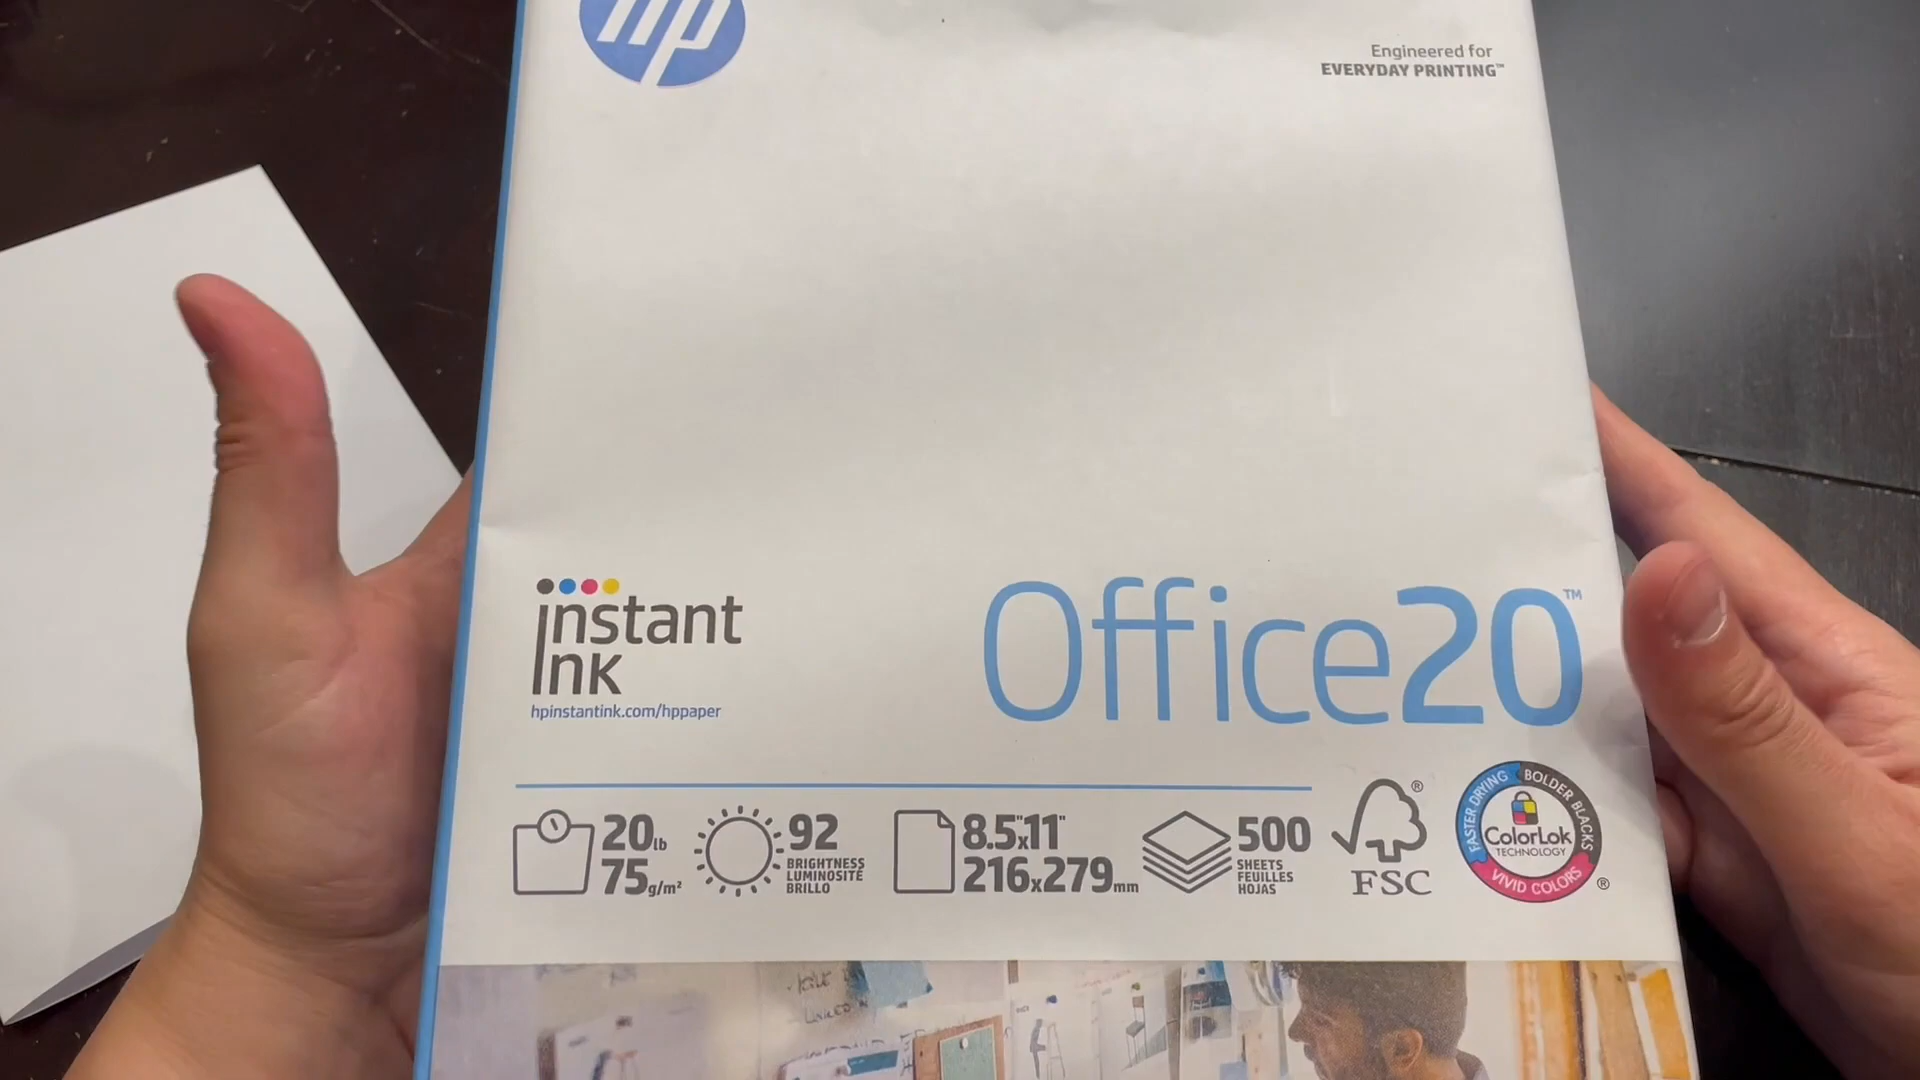 hp
Engineered for
EVERYDAY PRINTING™
instant
ınk
hpinstantink.com/hppaper
Office20™
20lb
75g/m²
92
BRIGHTNESS
LUMINOSITÉ
BRILLO
8.5"x11"
216x279mm
500
SHEETS
FEUILLES
HOJAS
®
FSC
FASTER DRYING
BOLDER BLACKS
ColorLok
TECHNOLOGY
VIVID COLORS
®